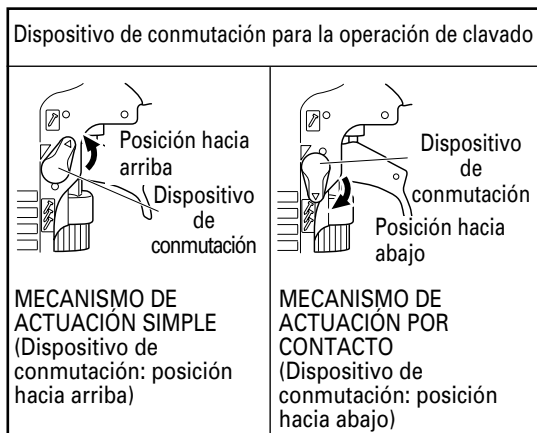 Dispositivo de conmutación para la operación de clavado
Posición hacia
arriba
Dispositivo
de
conmutación
MECANISMO DE
ACTUACIÓN SIMPLE
(Dispositivo de
conmutación: posición
hacia arriba)
Dispositivo
de
conmutación
Posición hacia
abajo
MECANISMO DE
ACTUACIÓN POR
CONTACTO
(Dispositivo de
conmutación: posición
hacia abajo)